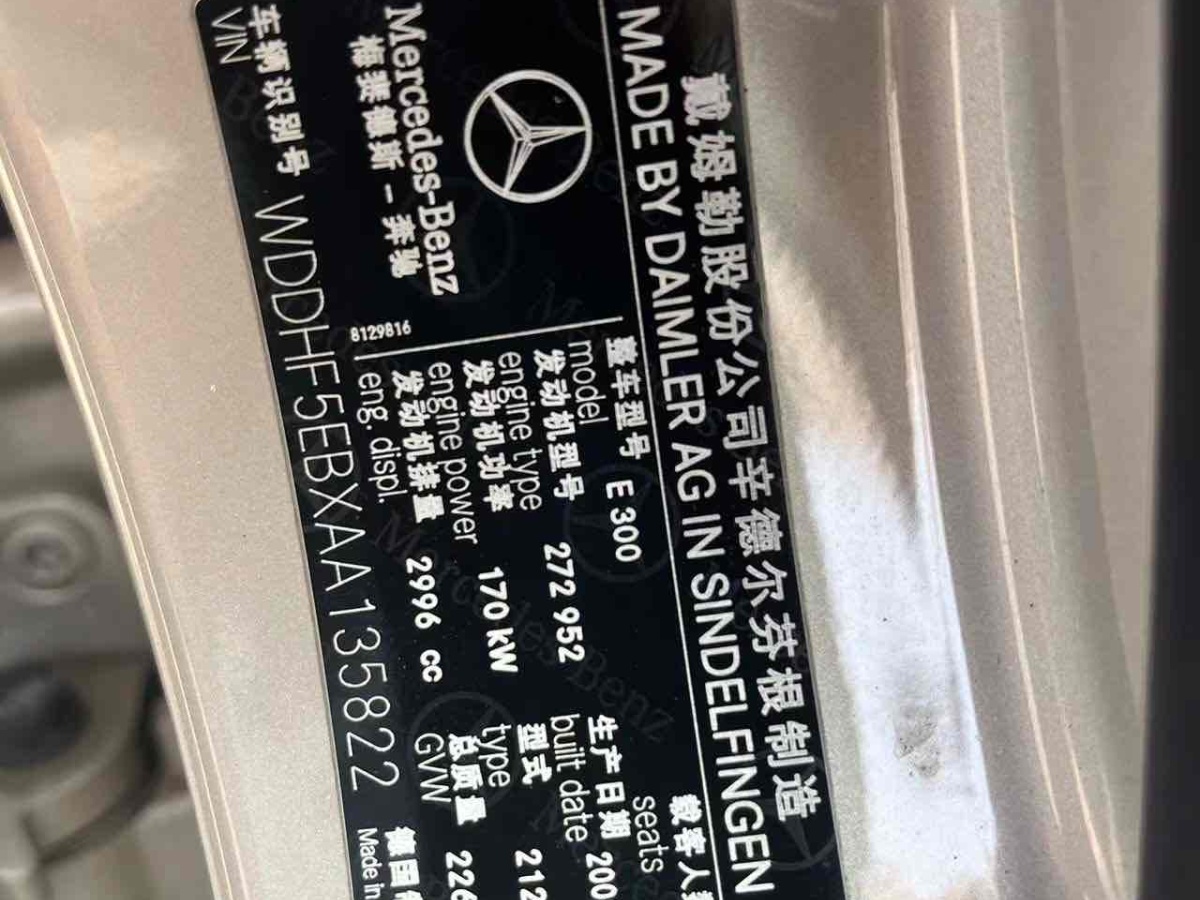 戴姆勒股份公司辛德尔芬根制造
MADE BY DAIMLER AG IN SINDELFINGEN
Mercedes-Benz
梅赛德斯-奔驰
8129816
载客人
seats
整车型号 E 300
model
生产日期 200
built date
发动机型号 272 952
engine type
型式 212
type
发动机功率 170 kW
engine power
总质量 226
GVW
发动机排量 2996 cc
eng. displ.
德国
Made in
车辆识别号 WDDHF5EBXAA135822
VIN